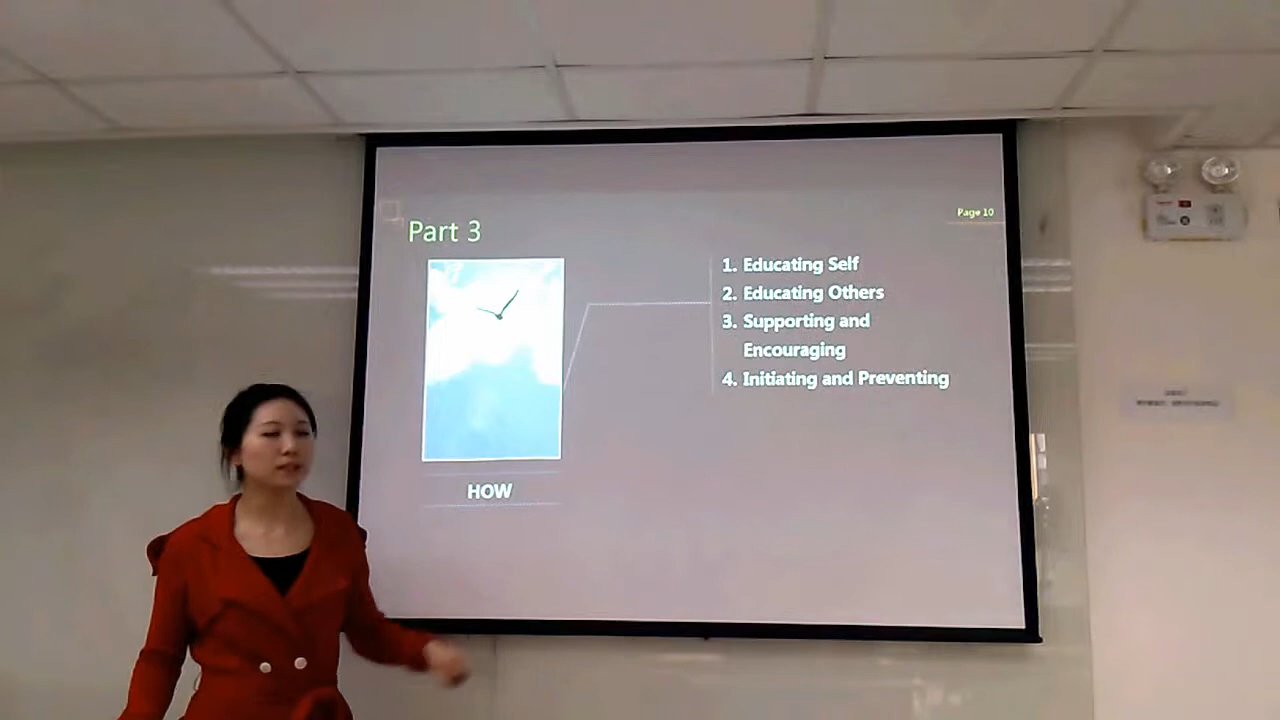 Page 10
Part 3
1. Educating Self
2. Educating Others
3. Supporting and
Encouraging
4. Initiating and Preventing
HOW